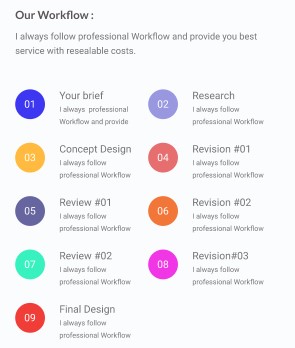 Our Workflow :
I always follow professional Workflow and provide you best
service with resealable costs.
01
Your brief
I always professional
Workflow and provide
02
Research
I always follow
professional Workflow
03
Concept Design
I always follow
professional Workflow
04
Revision #01
I always follow
professional Workflow
05
Review #01
I always follow
professional Workflow
06
Revision #02
I always follow
professional Workflow
07
Review #02
I always follow
professional Workflow
08
Revision#03
I always follow
professional Workflow
09
Final Design
I always follow
professional Workflow